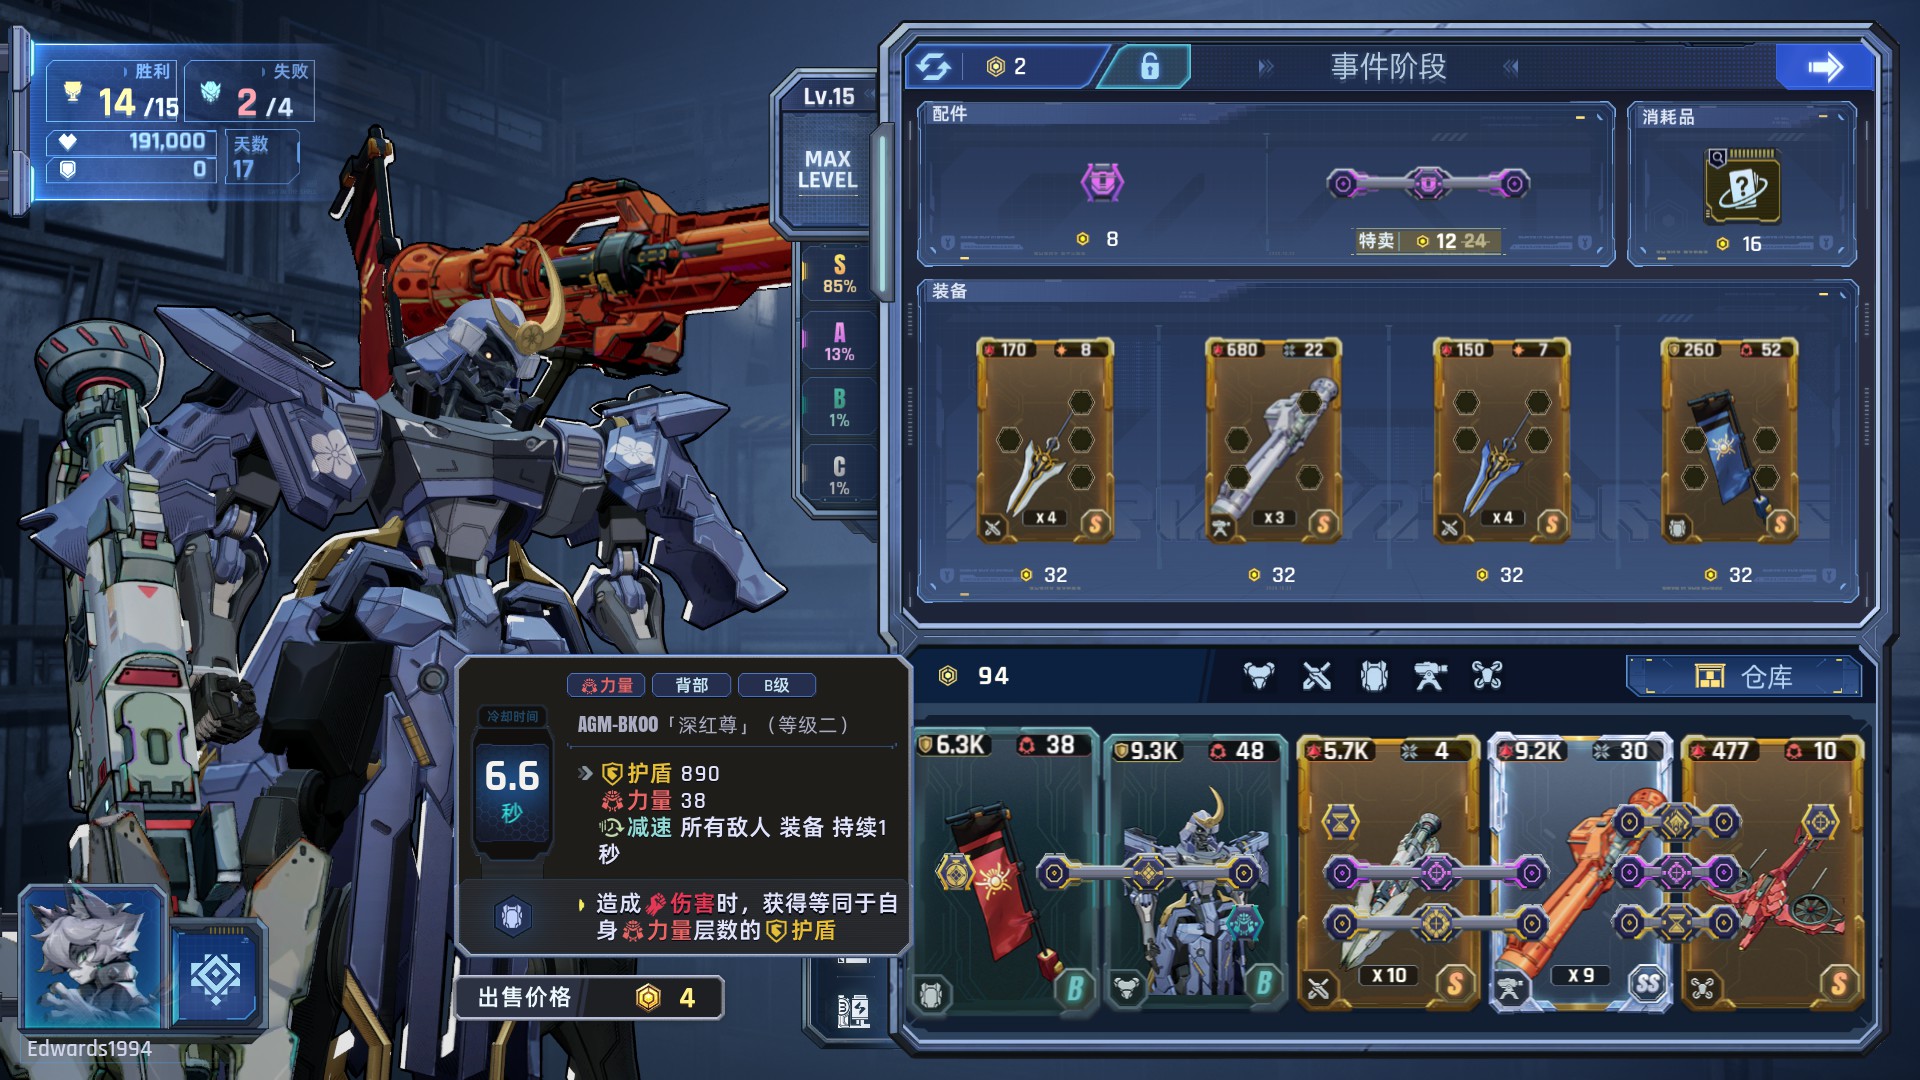 胜利
14 /15
失败
2 /4
191,000
0
天数
17
Lv.15
MAX
LEVEL
S
85%
A
13%
B
1%
C
1%
2
事件阶段
配件
8
特卖 12 24
消耗品
?
16
装备
170 8
x4 S
32
680 22
x3 S
32
150 7
x4 S
32
260 52
S
32
94
仓库
6.3K 38
B
9.3K 48
B
5.7K 4
x10 S
9.2K 30
x9 SS
477 10
S
力量 背部 B级
冷却时间
6.6
秒
AGM-BK00「深红尊」（等级二）
护盾 890
力量 38
减速 所有敌人 装备 持续1
秒
造成伤害时，获得等同于自
身力量层数的护盾
出售价格 4
Edwards1994